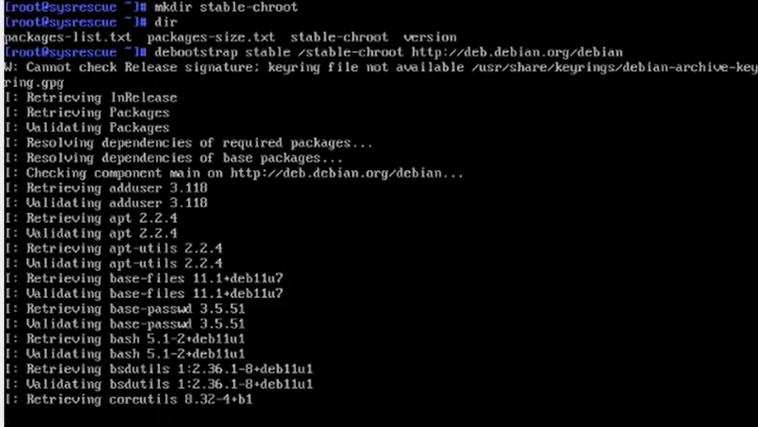 [root@sysrescue ~]# mkdir stable-chroot
[root@sysrescue ~]# dir
packages-list.txt  packages-size.txt  stable-chroot  version
[root@sysrescue ~]# debootstrap stable /stable-chroot http://deb.debian.org/debian
W: Cannot check Release signature; keyring file not available /usr/share/keyrings/debian-archive-key
ring.gpg
I: Retrieving InRelease
I: Retrieving Packages
I: Validating Packages
I: Resolving dependencies of required packages...
I: Resolving dependencies of base packages...
I: Checking component main on http://deb.debian.org/debian...
I: Retrieving adduser 3.118
I: Validating adduser 3.118
I: Retrieving apt 2.2.4
I: Validating apt 2.2.4
I: Retrieving apt-utils 2.2.4
I: Validating apt-utils 2.2.4
I: Retrieving base-files 11.1+deb11u7
I: Validating base-files 11.1+deb11u7
I: Retrieving base-passwd 3.5.51
I: Validating base-passwd 3.5.51
I: Retrieving bash 5.1-2+deb11u1
I: Validating bash 5.1-2+deb11u1
I: Retrieving bsdutils 1:2.36.1-8+deb11u1
I: Validating bsdutils 1:2.36.1-8+deb11u1
I: Retrieving coreutils 8.32-4+b1